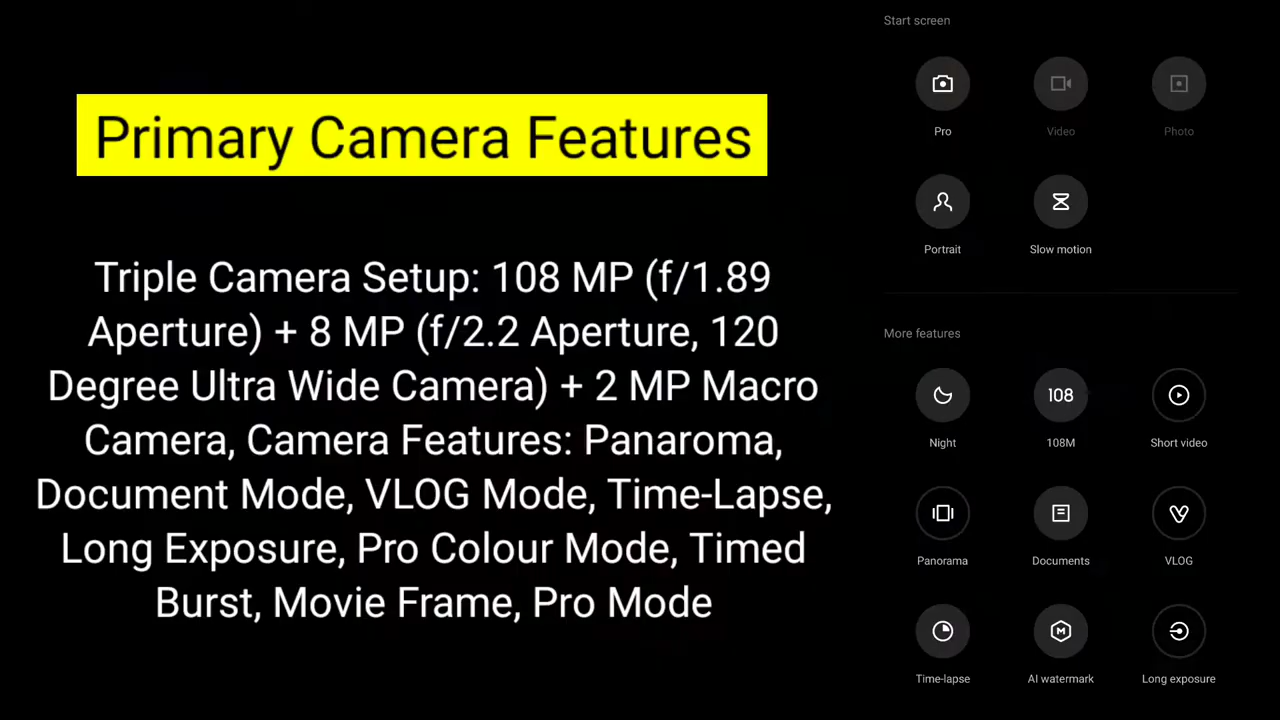 Primary Camera Features
Triple Camera Setup: 108 MP (f/1.89
Aperture) + 8 MP (f/2.2 Aperture, 120
Degree Ultra Wide Camera) + 2 MP Macro
Camera, Camera Features: Panaroma,
Document Mode, VLOG Mode, Time-Lapse,
Long Exposure, Pro Colour Mode, Timed
Burst, Movie Frame, Pro Mode
Start screen
Pro Video Photo
Portrait Slow motion
More features
108
Night 108M Short video
Panorama Documents VLOG
Time-lapse AI watermark Long exposure